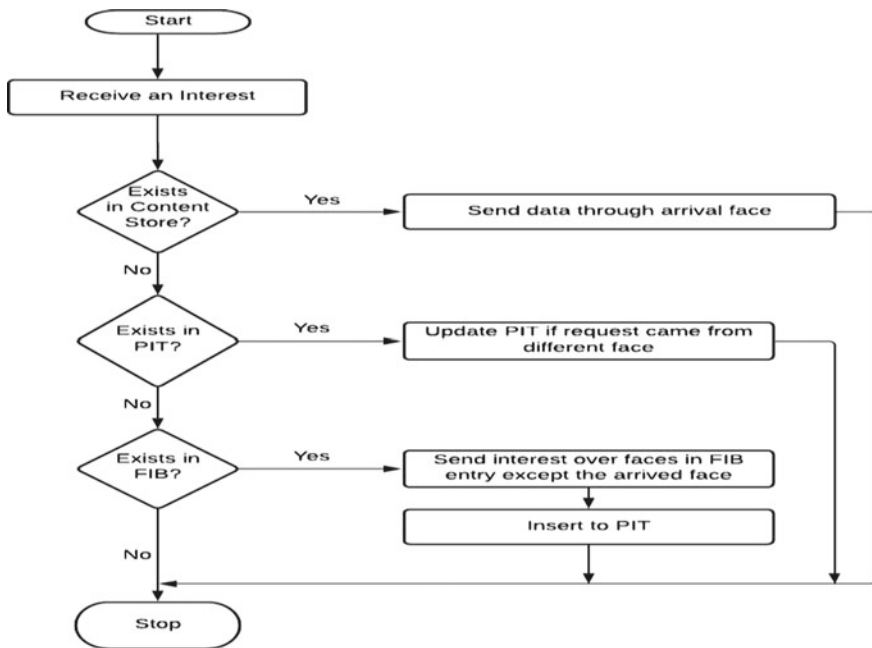 Start
Receive an Interest
Exists
in Content
Store?
Yes
Send data through arrival face
No
Exists in
PIT?
Yes
Update PIT if request came from
different face
No
Exists in
FIB?
Yes
Send interest over faces in FIB
entry except the arrived face
Insert to PIT
No
Stop